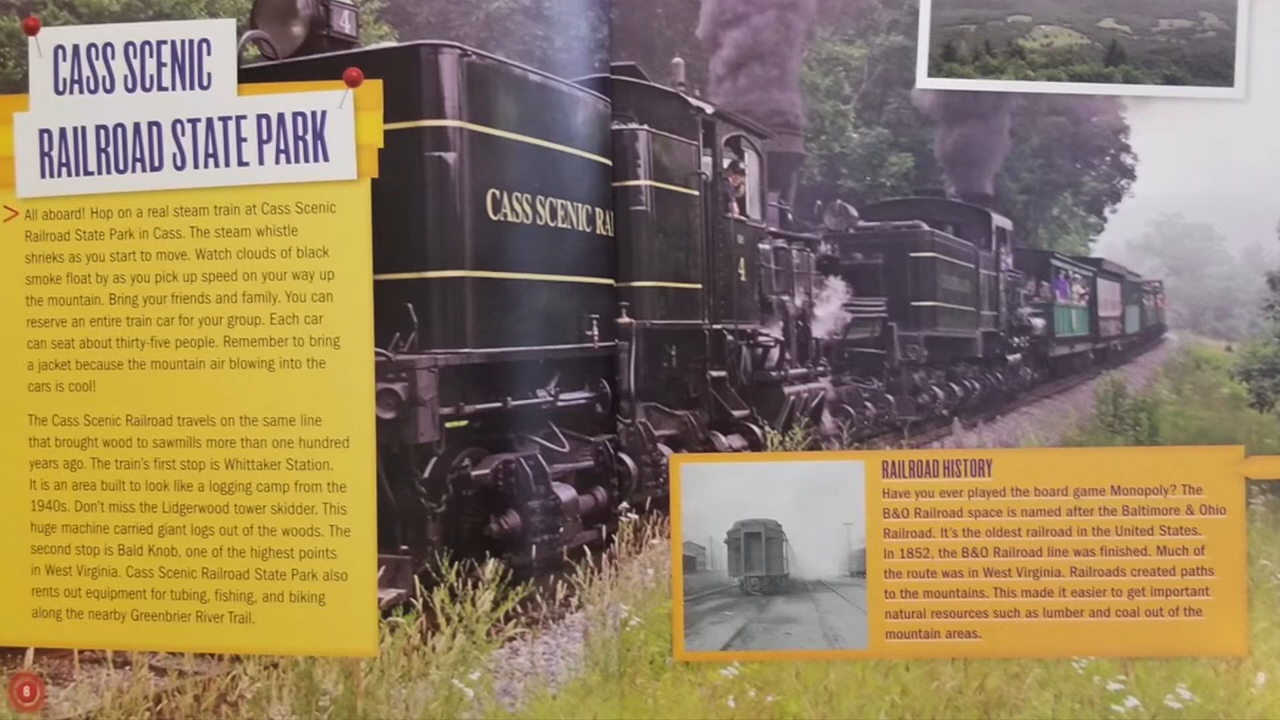 CASS SCENIC
RAILROAD STATE PARK
> All aboard! Hop on a real steam train at Cass Scenic
Railroad State Park in Cass. The steam whistle
shrieks as you start to move. Watch clouds of black
smoke float by as you pick up speed on your way up
the mountain. Bring your friends and family. You can
reserve an entire train car for your group. Each car
can seat about thirty-five people. Remember to bring
a jacket because the mountain air blowing into the
cars is cool!
The Cass Scenic Railroad travels on the same line
that brought wood to sawmills more than one hundred
years ago. The train's first stop is Whittaker Station.
It is an area built to look like a logging camp from the
1940s. Don't miss the Lidgerwood tower skidder. This
huge machine carried giant logs out of the woods. The
second stop is Bald Knob, one of the highest points
in West Virginia. Cass Scenic Railroad State Park also
rents out equipment for tubing, fishing, and biking
along the nearby Greenbrier River Trail.
8
4
CASS SCENIC RAI
4
RAILROAD HISTORY
Have you ever played the board game Monopoly? The
B&O Railroad space is named after the Baltimore & Ohio
Railroad. It's the oldest railroad in the United States.
In 1852, the B&O Railroad line was finished. Much of
the route was in West Virginia. Railroads created paths
to the mountains. This made it easier to get important
natural resources such as lumber and coal out of the
mountain areas.